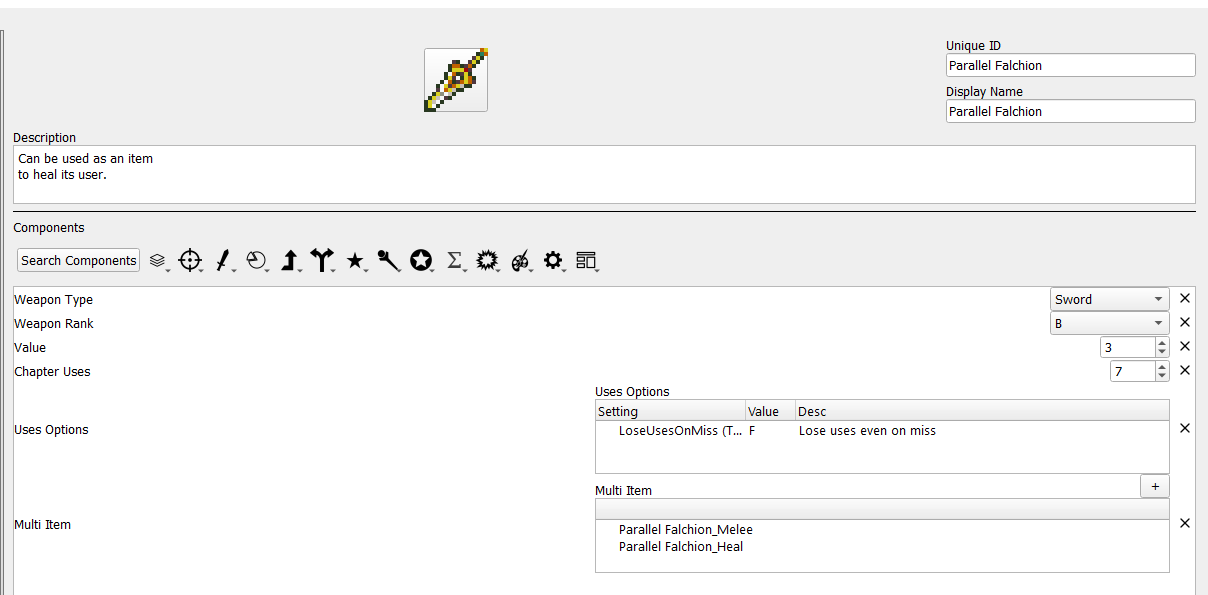 Unique ID
Parallel Falchion
Display Name
Parallel Falchion
Description
Can be used as an item
to heal its user.
Components
Search Components
Weapon Type Sword
Weapon Rank B
Value 3
Chapter Uses 7
Uses Options
Setting Value Desc
Uses Options LoseUsesOnMiss (T... F Lose uses even on miss
Multi Item +
Multi Item
Parallel Falchion_Melee
Parallel Falchion_Heal